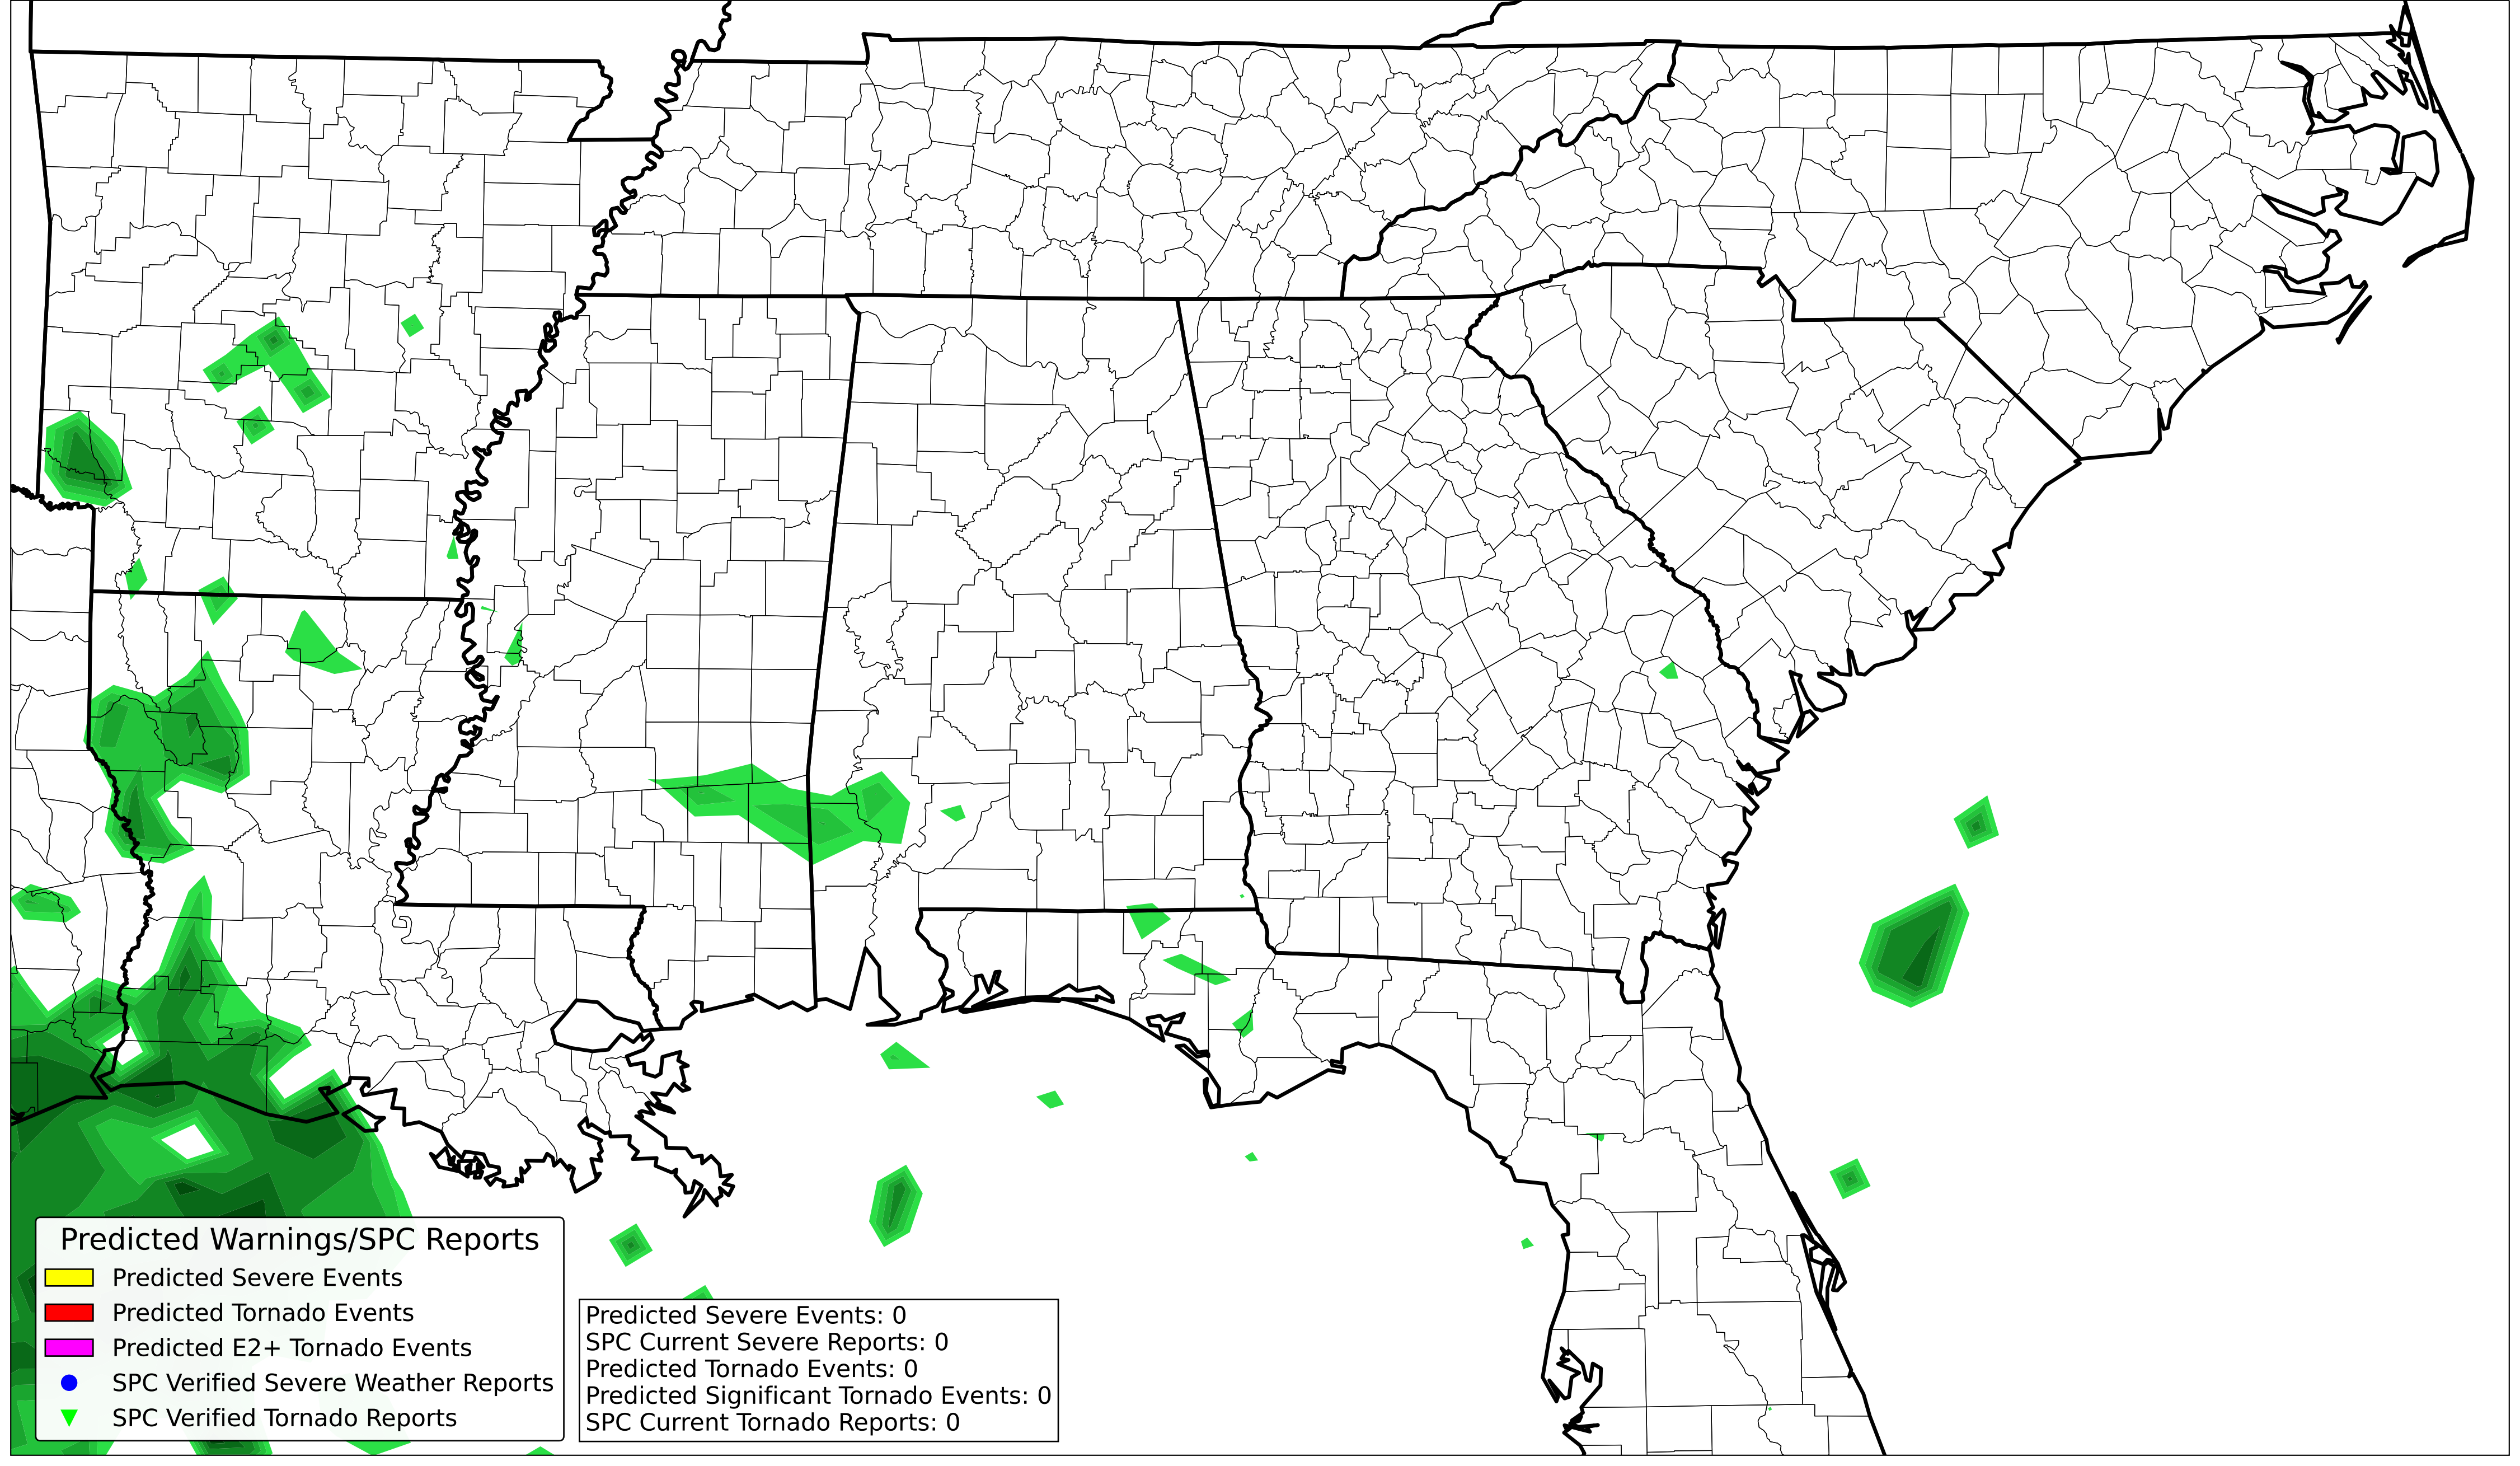 Predicted Warnings/SPC Reports
Predicted Severe Events
Predicted Tornado Events
Predicted E2+ Tornado Events
SPC Verified Severe Weather Reports
SPC Verified Tornado Reports
Predicted Severe Events: 0
SPC Current Severe Reports: 0
Predicted Tornado Events: 0
Predicted Significant Tornado Events: 0
SPC Current Tornado Reports: 0